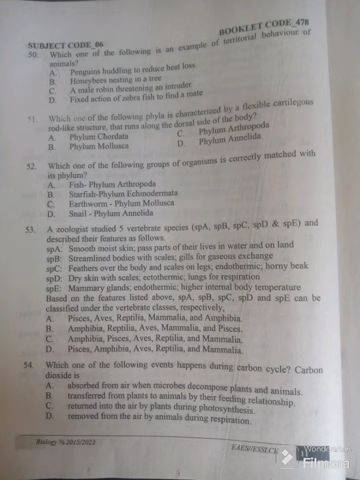 BOOKLET CODE_478
SUBJECT CODE_06
50. Which one of the following is an example of territorial behaviour of
animals?
A. Penguins huddling to reduce heat loss
B. Honeybees nesting in a tree
C. A male robin threatening an intruder
D. Fixed action of zebra fish to find a mate
51. Which one of the following phyla is characterized by a flexible cartilegous
rod-like structure, that runs along the dorsal side of the body?
A. Phylum Chordata C. Phylum Arthropoda
B. Phylum Mollusca D. Phylum Annelida
52. Which one of the following groups of organisms is correctly matched with
its phylum?
A. Fish- Phylum Arthropoda
B. Starfish-Phylum Echinodermata
C. Earthworm - Phylum Mollusca
D. Snail - Phylum Annelida
53. A zoologist studied 5 vertebrate species (spA, spB, spC, spD & spE) and
described their features as follows.
spA: Smooth moist skin; pass parts of their lives in water and on land
spB: Streamlined bodies with scales; gills for gaseous exchange
spC: Feathers over the body and scales on legs; endothermic; horny beak
spD: Dry skin with scales; ectothermic; lungs for respiration
spE: Mammary glands; endothermic; higher internal body temperature
Based on the features listed above, spA, spB, spC, spD and spE can be
classified under the vertebrate classes, respectively,
A. Pisces, Aves, Reptilia, Mammalia, and Amphibia.
B. Amphibia, Reptilia, Aves, Mammalia, and Pisces.
C. Amphibia, Pisces, Aves, Reptilia, and Mammalia.
D. Pisces, Amphibia, Aves, Reptilia, and Mammalia.
54. Which one of the following events happens during carbon cycle? Carbon
dioxide is
A. absorbed from air when microbes decompose plants and animals.
B. transferred from plants to animals by their feeding relationship.
C. returned into the air by plants during photosynthesis.
D. removed from the air by animals during respiration.
Wondershare
Filmora